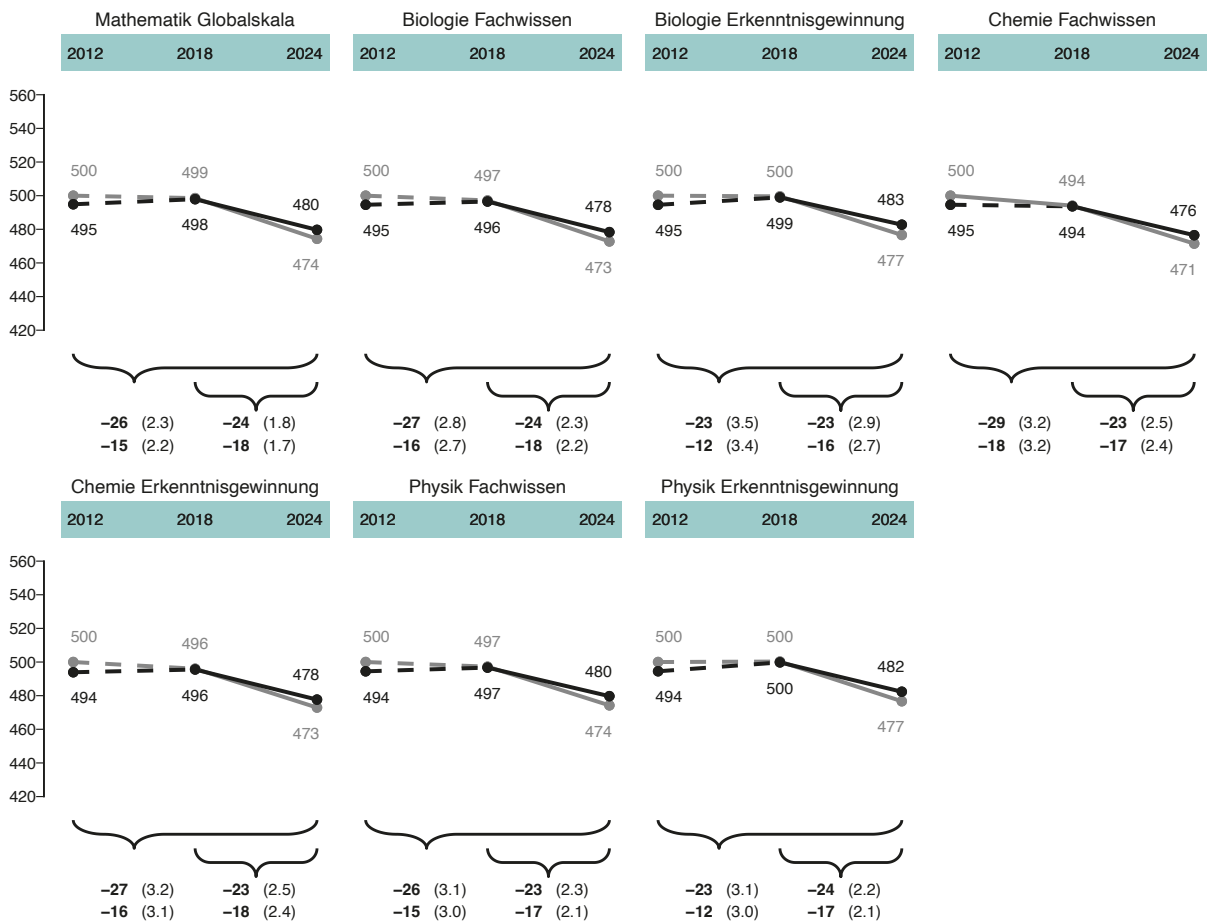 Mathematik Globalskala Biologie Fachwissen Biologie Erkenntnisgewinnung Chemie Fachwissen
2012 2018 2024 2012 2018 2024 2012 2018 2024 2012 2018 2024
560
540
520
500
480
460
440
420
500 499 480
495 498 474
500 497 478
495 496 473
500 500 483
495 499 477
500 494 476
495 494 471
–26 (2.3) –24 (1.8) –27 (2.8) –24 (2.3) –23 (3.5) –23 (2.9) –29 (3.2) –23 (2.5)
–15 (2.2) –18 (1.7) –16 (2.7) –18 (2.2) –12 (3.4) –16 (2.7) –18 (3.2) –17 (2.4)
Chemie Erkenntnisgewinnung Physik Fachwissen Physik Erkenntnisgewinnung
2012 2018 2024 2012 2018 2024 2012 2018 2024
560
540
520
500
480
460
440
420
500 496 478
494 496 473
500 497 480
494 497 474
500 500 482
494 500 477
–27 (3.2) –23 (2.5) –26 (3.1) –23 (2.3) –23 (3.1) –24 (2.2)
–16 (3.1) –18 (2.4) –15 (3.0) –17 (2.1) –12 (3.0) –17 (2.1)